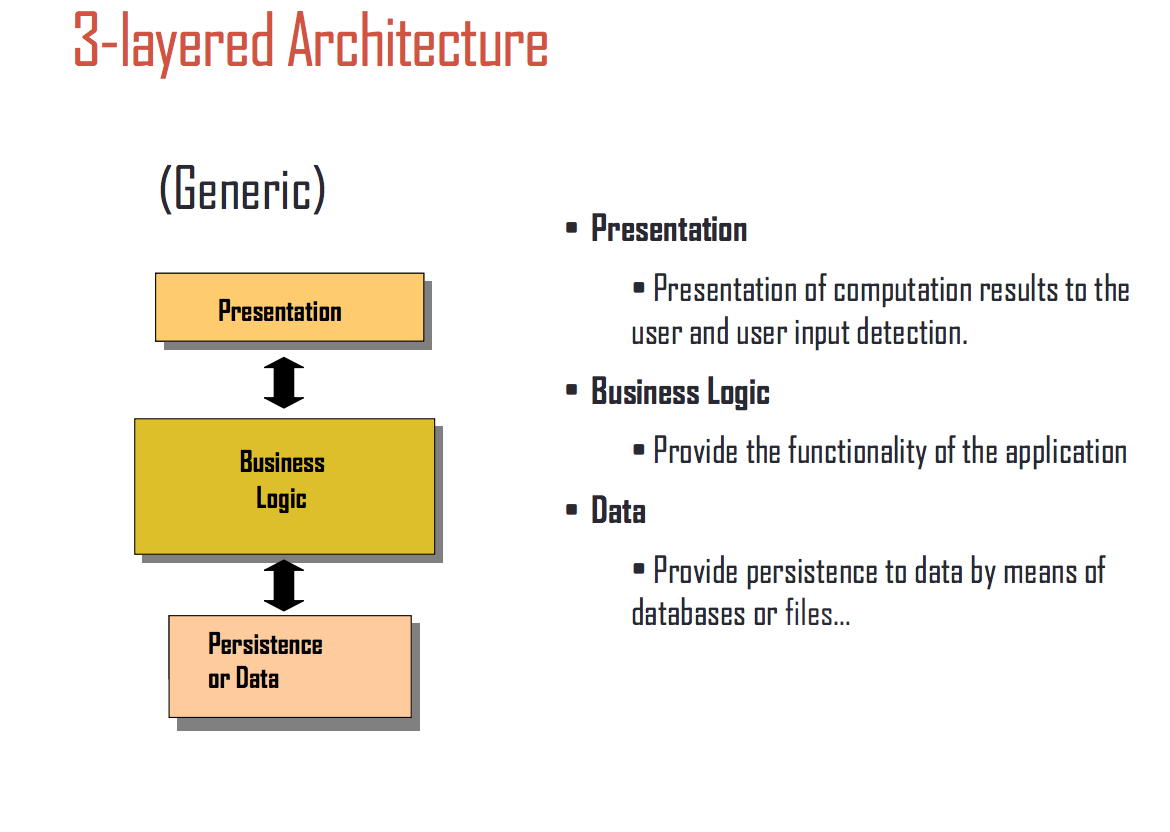 3-layered Architecture
(Generic)
Presentation
Business
Logic
Persistence
or Data
▪ Presentation
▪ Presentation of computation results to the
user and user input detection.
▪ Business Logic
▪ Provide the functionality of the application
▪ Data
▪ Provide persistence to data by means of
databases or files...